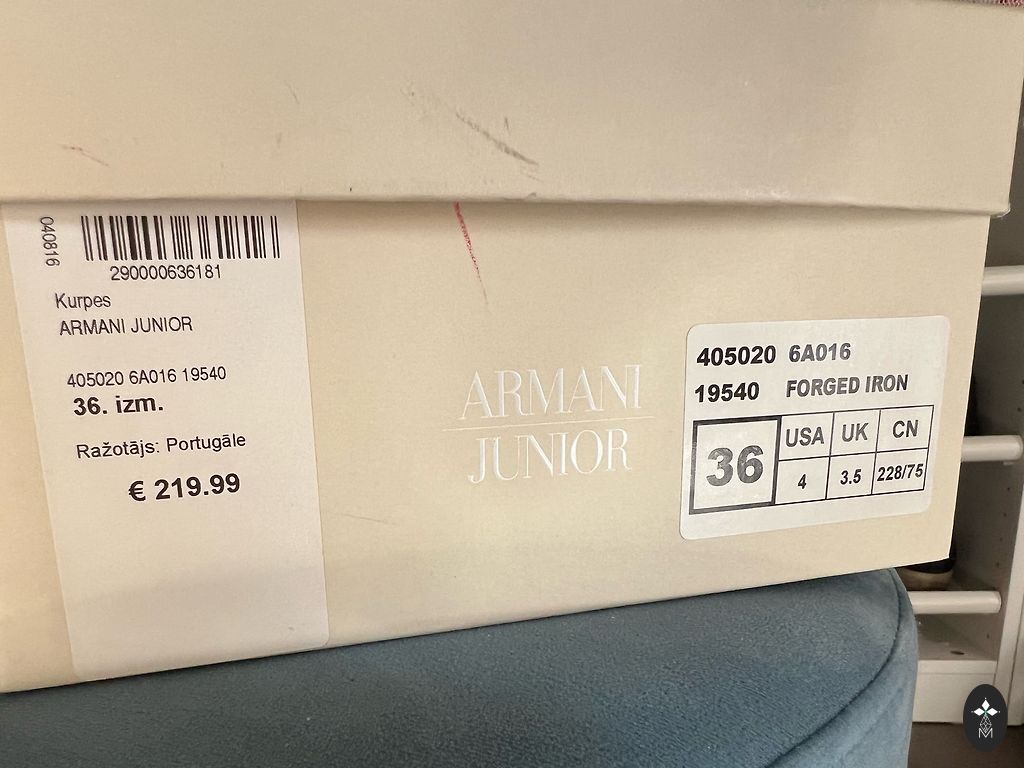 040816
290000636181
Kurpes
ARMANI JUNIOR
405020 6A016 19540
36. izm.
Ražotājs: Portugāle
€ 219.99
ARMANI
JUNIOR
405020 6A016
19540 FORGED IRON
36
USA UK CN
4 3.5 228/75
M